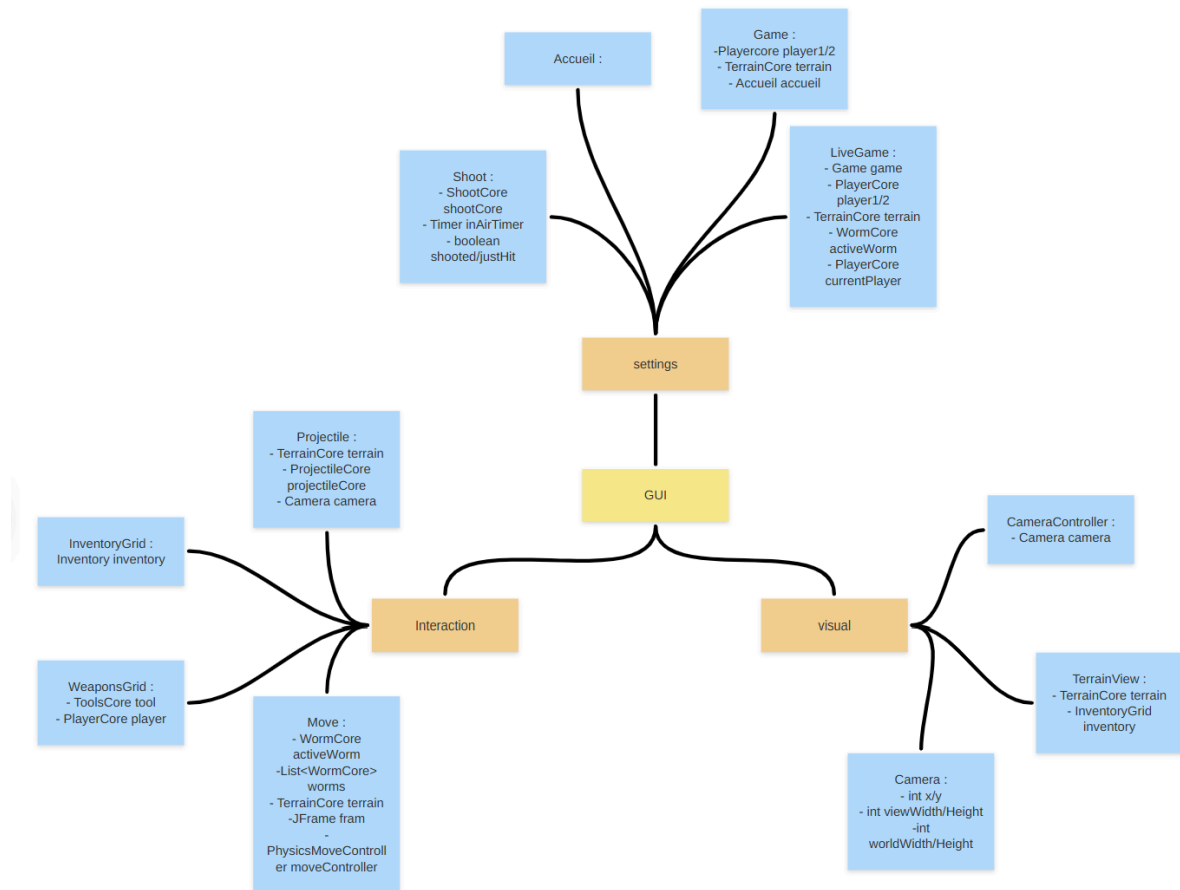 Accueil :
Game :
-Playercore player1/2
- TerrainCore terrain
- Accueil accueil
Shoot :
- ShootCore
shootCore
- Timer inAirTimer
- boolean
shooted/justHit
LiveGame :
- Game game
- PlayerCore
player1/2
- TerrainCore terrain
- WormCore
activeWorm
- PlayerCore
currentPlayer
settings
GUI
Projectile :
- TerrainCore terrain
- ProjectileCore
projectileCore
- Camera camera
InventoryGrid :
Inventory inventory
Interaction
WeaponsGrid :
- ToolsCore tool
- PlayerCore player
Move :
- WormCore
activeWorm
-List<WormCore>
worms
- TerrainCore terrain
-JFrame fram
-
PhysicsMoveControll
er moveController
visual
CameraController :
- Camera camera
TerrainView :
- TerrainCore terrain
- InventoryGrid
inventory
Camera :
- int x/y
- int viewWidth/Height
-int
worldWidth/Height